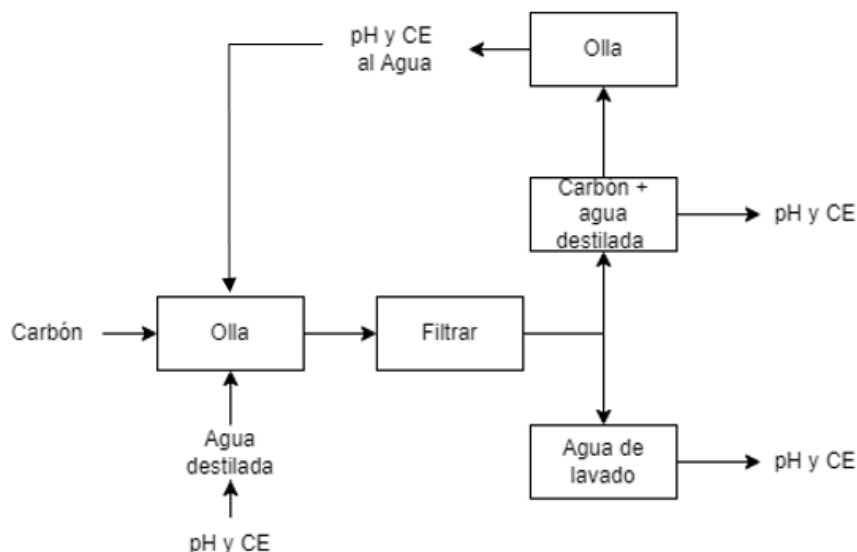 pH y CE
al Agua
Olla
Carbón +
agua
destilada
pH y CE
Carbón
Olla
Filtrar
Agua
destilada
Agua de
lavado
pH y CE
pH y CE